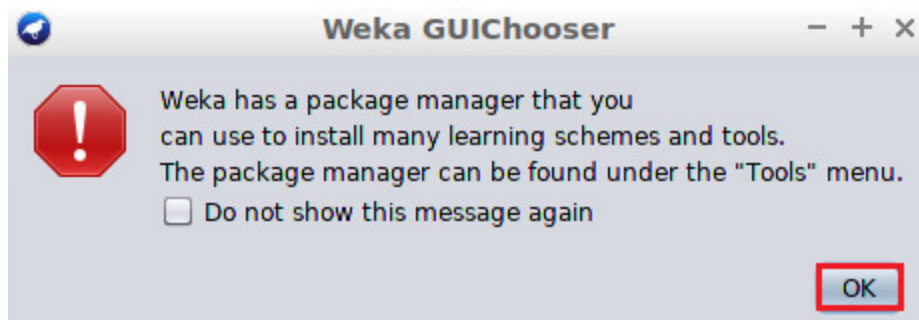 Weka GUIChooser
Weka has a package manager that you
can use to install many learning schemes and tools.
The package manager can be found under the "Tools" menu.
Do not show this message again
OK